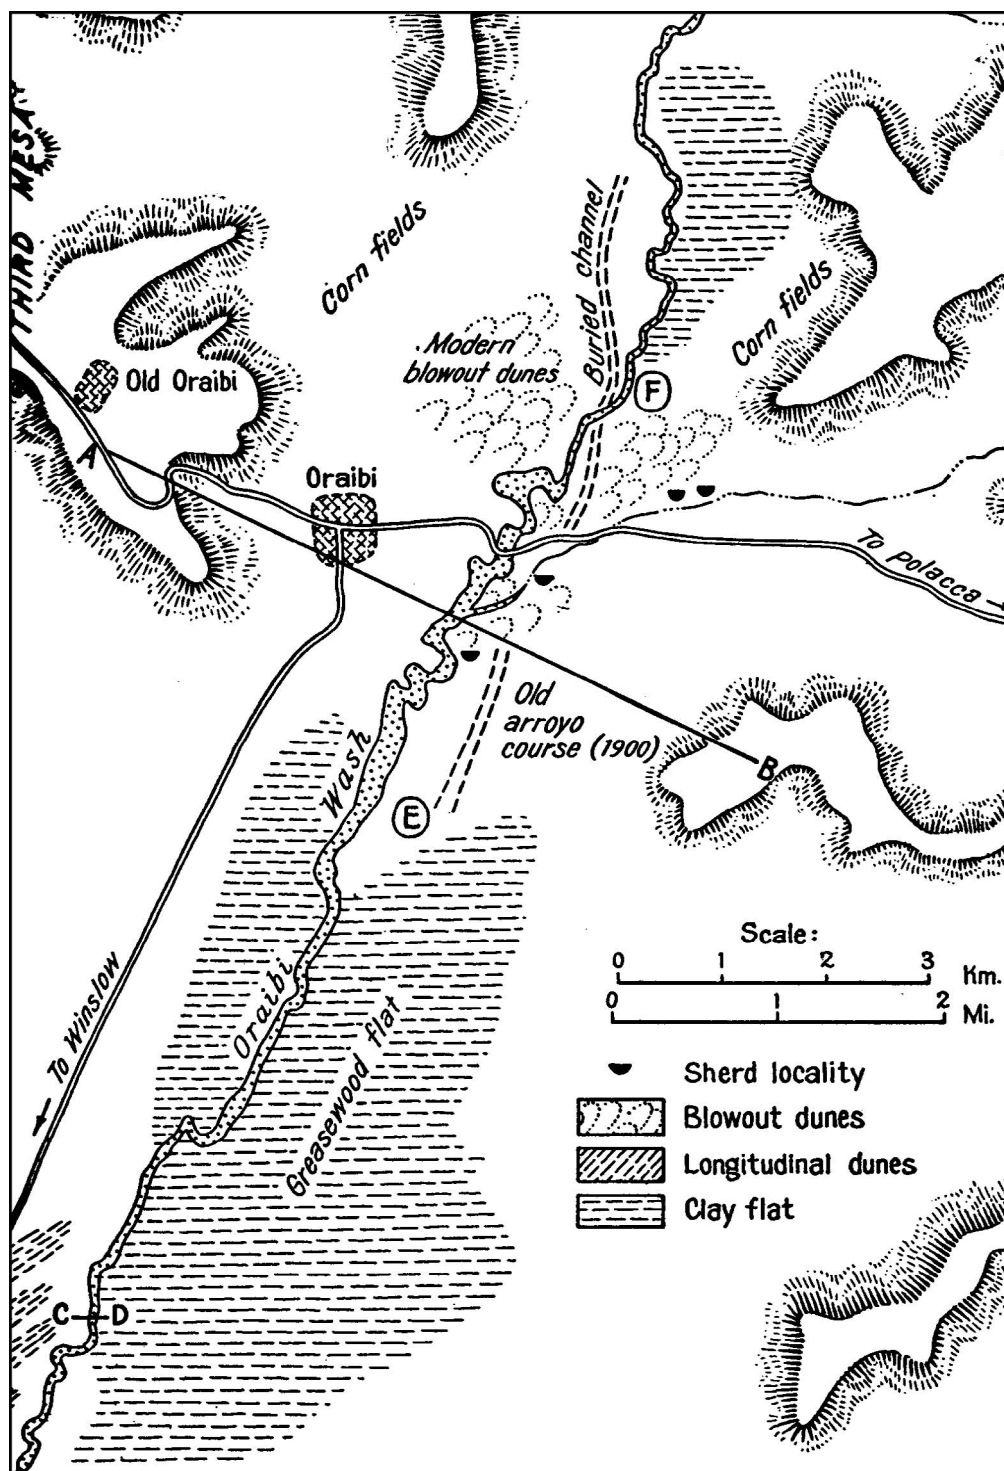 THIRD MESA
Corn fields
Buried channel
Corn fields
Modern
blowout dunes
Old Oraibi
F
A
Oraibi
To Polacca
Old
arroyo
course (1900)
B
Wash
E
Scale:
0 1 2 3 Km.
0 1 2 Mi.
To Winslow
Oraibi
Greasewood flat
Sherd locality
Blowout dunes
Longitudinal dunes
Clay flat
C D